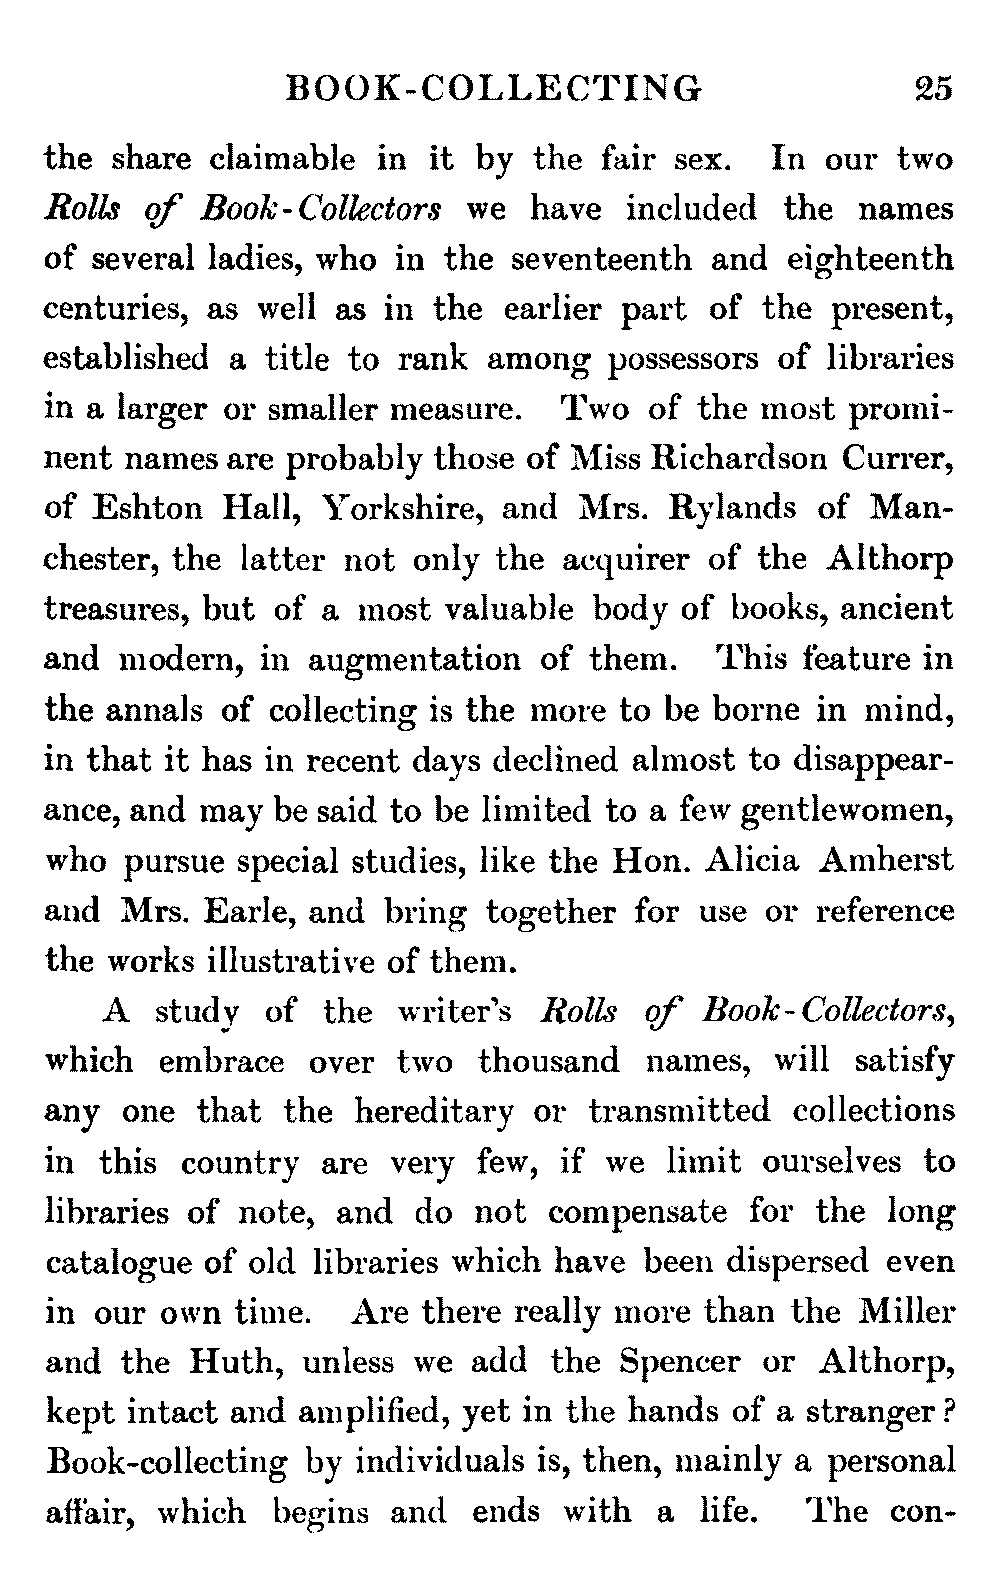 BOOK-COLLECTING 25
the share claimable in it by the fair sex. In our two
Rolls of Book-Collectors we have included the names
of several ladies, who in the seventeenth and eighteenth
centuries, as well as in the earlier part of the present,
established a title to rank among possessors of libraries
in a larger or smaller measure. Two of the most promi-
nent names are probably those of Miss Richardson Currer,
of Eshton Hall, Yorkshire, and Mrs. Rylands of Man-
chester, the latter not only the acquirer of the Althorp
treasures, but of a most valuable body of books, ancient
and modern, in augmentation of them. This feature in
the annals of collecting is the more to be borne in mind,
in that it has in recent days declined almost to disappear-
ance, and may be said to be limited to a few gentlewomen,
who pursue special studies, like the Hon. Alicia Amherst
and Mrs. Earle, and bring together for use or reference
the works illustrative of them.
A study of the writer's Rolls of Book-Collectors,
which embrace over two thousand names, will satisfy
any one that the hereditary or transmitted collections
in this country are very few, if we limit ourselves to
libraries of note, and do not compensate for the long
catalogue of old libraries which have been dispersed even
in our own time. Are there really more than the Miller
and the Huth, unless we add the Spencer or Althorp,
kept intact and amplified, yet in the hands of a stranger?
Book-collecting by individuals is, then, mainly a personal
affair, which begins and ends with a life. The con-